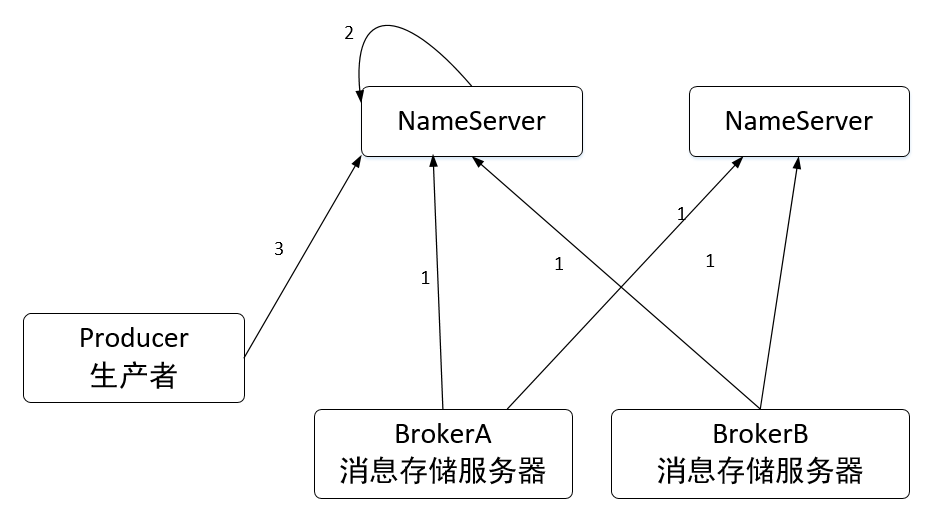 2
NameServer
NameServer
3
1
1
1
1
Producer
生产者
BrokerA
消息存储服务器
BrokerB
消息存储服务器